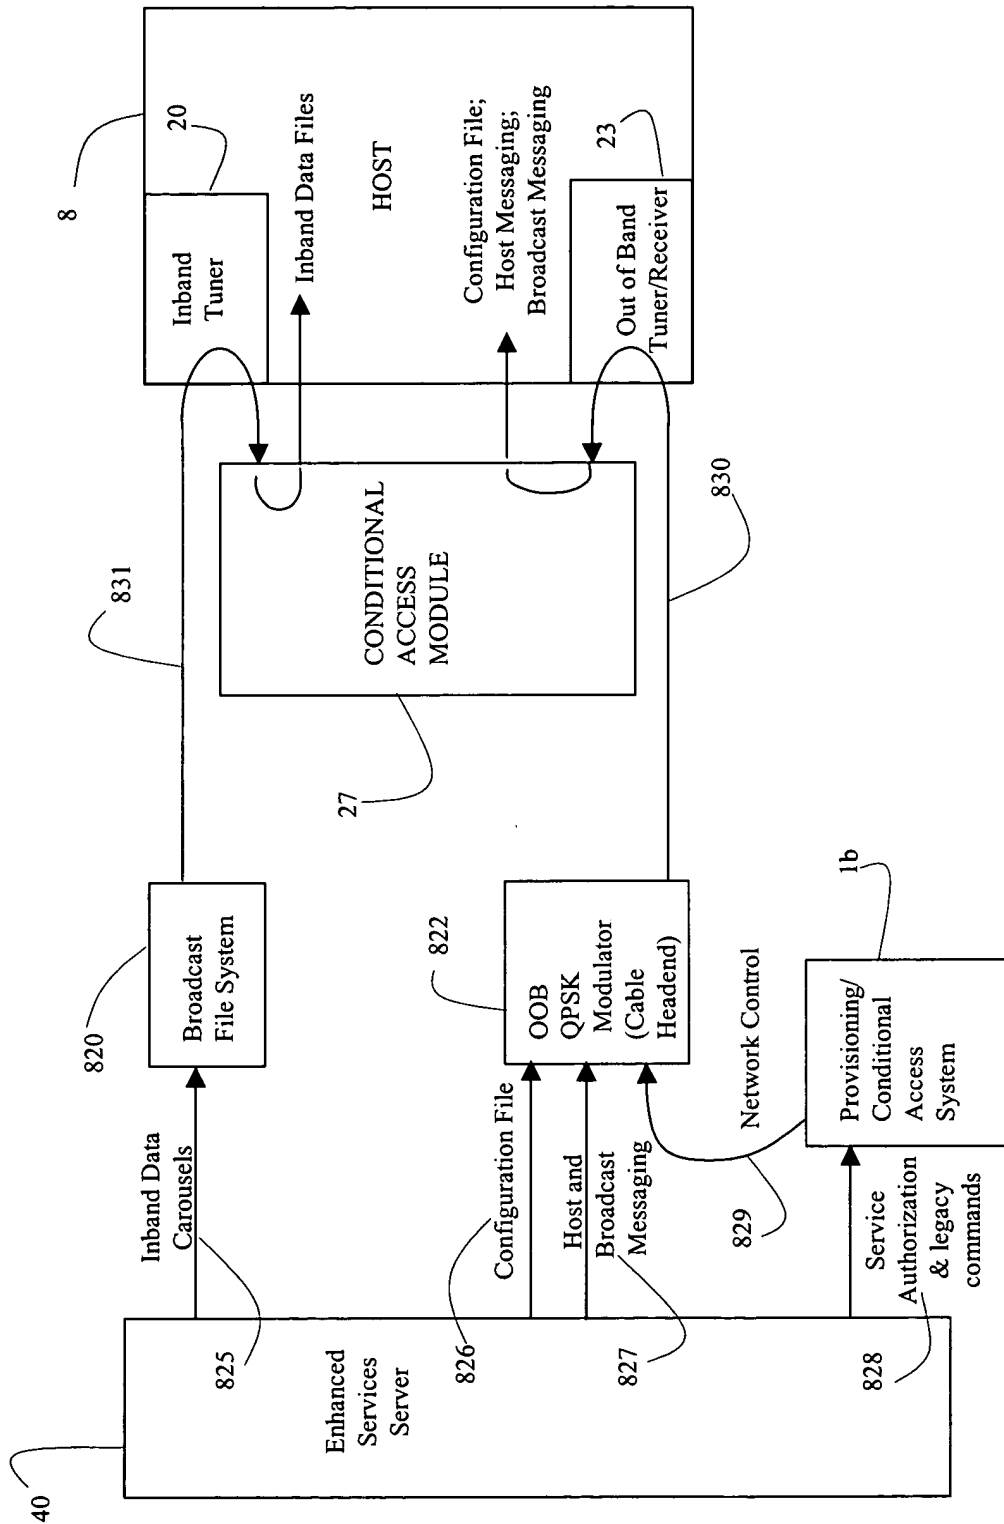 40
Enhanced
Services
Server
Inband Data
Carousels
825
820
Broadcast
File System
831
8
20
Inband
Tuner
Inband Data Files
HOST
CONDITIONAL
ACCESS
MODULE
27
Configuration File;
Host Messaging;
Broadcast Messaging
23
Out of Band
Tuner/Receiver
830
826
Configuration File
Host and
Broadcast
Messaging
827
822
OOB
QPSK
Modulator
(Cable
Headend)
Network Control
829
1b
Provisioning/
Conditional
Access
System
Service
Authorization
& legacy
commands
828